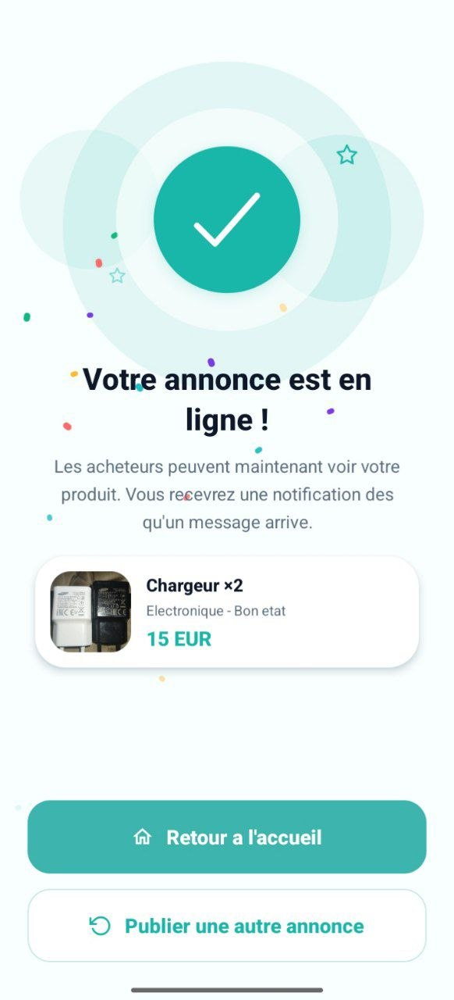 Votre annonce est en
ligne !
Les acheteurs peuvent maintenant voir votre
produit. Vous recevrez une notification des
qu'un message arrive.
Chargeur ×2
Electronique - Bon etat
15 EUR
Retour a l'accueil
Publier une autre annonce